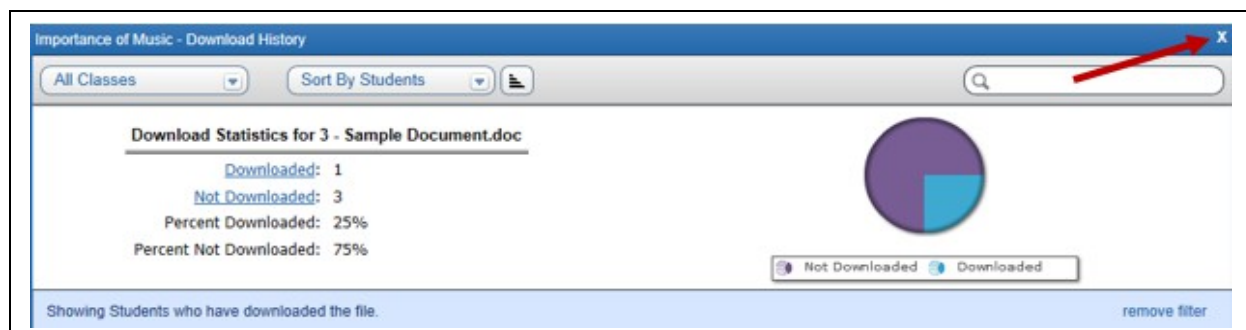 Importance of Music - Download History X
All Classes Sort By Students
Download Statistics for 3 - Sample Document.doc
Downloaded: 1
Not Downloaded: 3
Percent Downloaded: 25%
Percent Not Downloaded: 75%
Not Downloaded Downloaded
Showing Students who have downloaded the file. remove filter